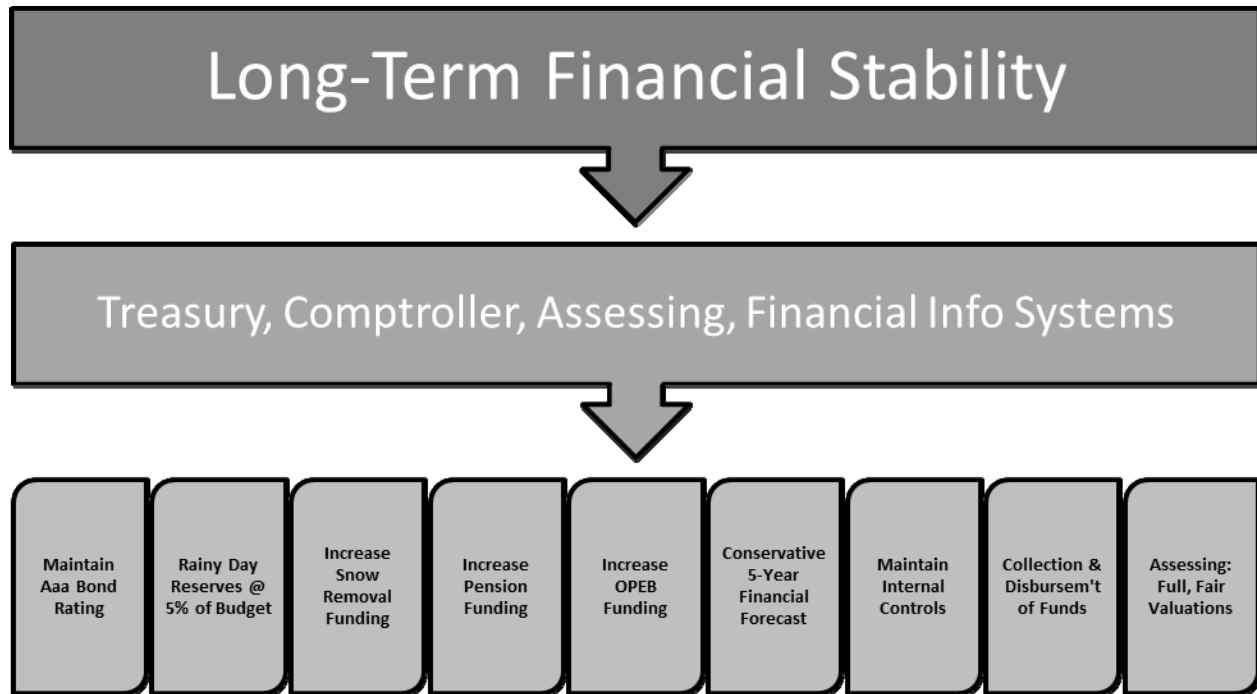 Long-Term Financial Stability
Treasury, Comptroller, Assessing, Financial Info Systems
Maintain
Aaa Bond
Rating
Rainy Day
Reserves @
5% of Budget
Increase
Snow
Removal
Funding
Increase
Pension
Funding
Increase
OPEB
Funding
Conservative
5-Year
Financial
Forecast
Maintain
Internal
Controls
Collection &
Disbursem't
of Funds
Assessing:
Full, Fair
Valuations